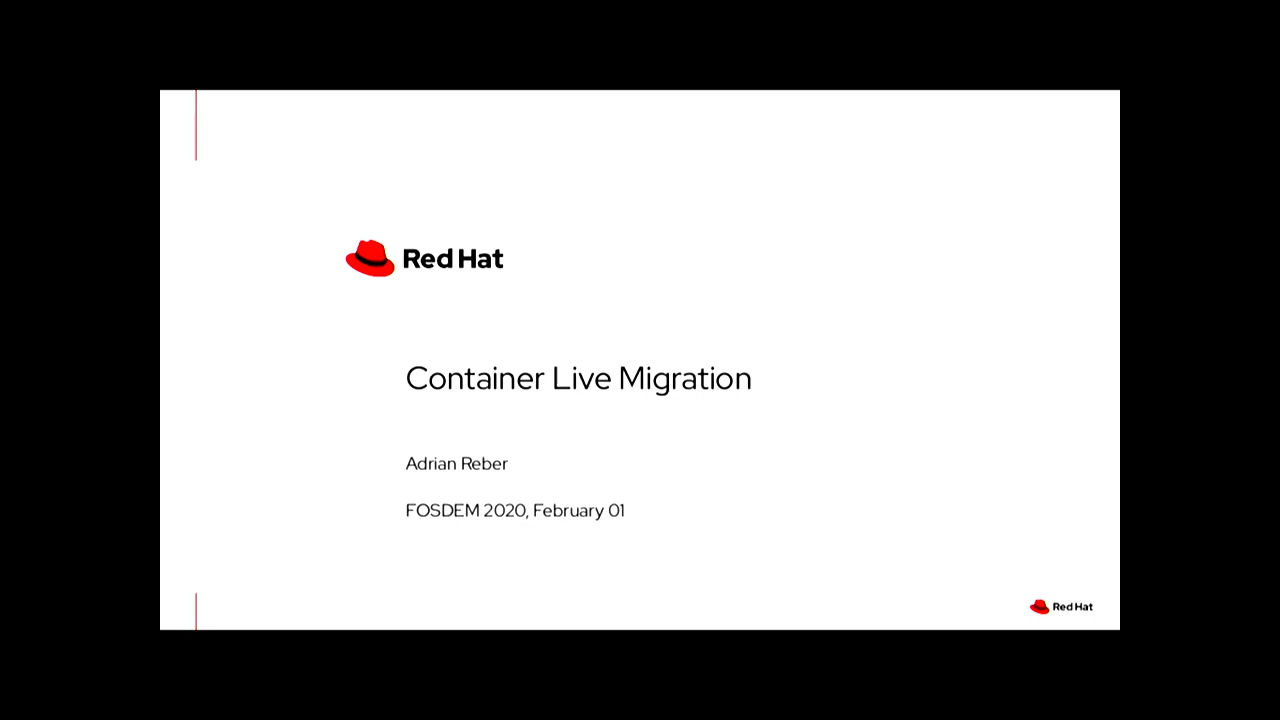 Red Hat
Container Live Migration
Adrian Reber
FOSDEM 2020, February 01
Red Hat